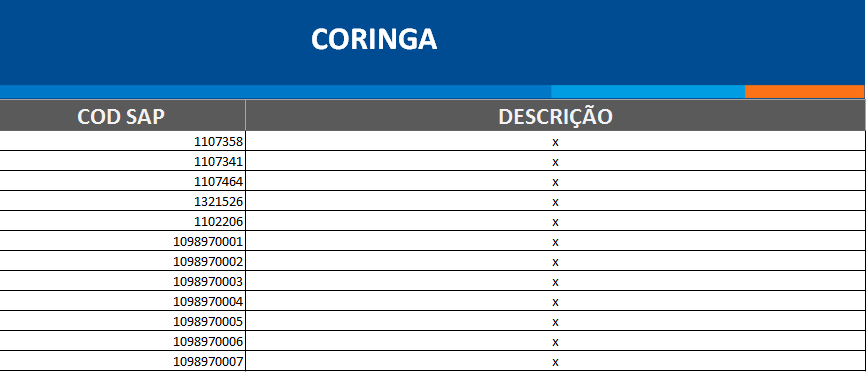 CORINGA
COD SAP DESCRIÇÃO
1107358 x
1107341 x
1107464 x
1321526 x
1102206 x
1098970001 x
1098970002 x
1098970003 x
1098970004 x
1098970005 x
1098970006 x
1098970007 x